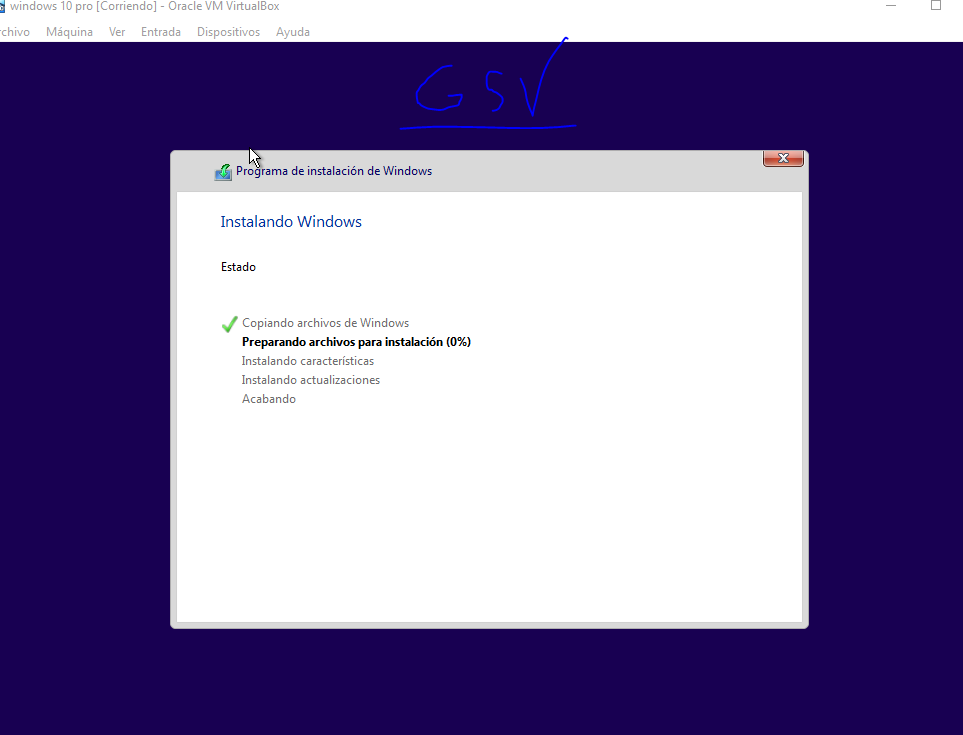 windows 10 pro [Corriendo] - Oracle VM VirtualBox
rchivo Máquina Ver Entrada Dispositivos Ayuda
GSV
Programa de instalación de Windows
Instalando Windows
Estado
Copiando archivos de Windows
Preparando archivos para instalación (0%)
Instalando características
Instalando actualizaciones
Acabando